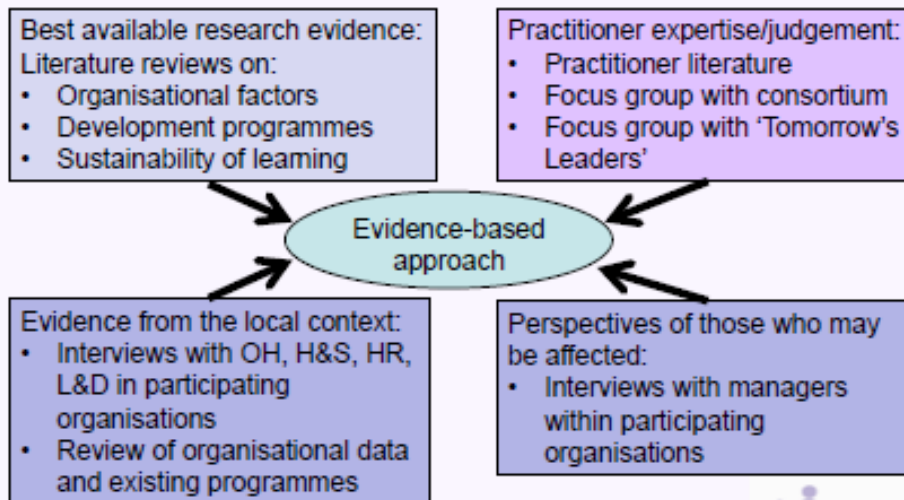 Best available research evidence:
Literature reviews on:
• Organisational factors
• Development programmes
• Sustainability of learning
Practitioner expertise/judgement:
• Practitioner literature
• Focus group with consortium
• Focus group with ‘Tomorrow’s
Leaders’
Evidence-based
approach
Evidence from the local context:
• Interviews with OH, H&S, HR,
L&D in participating
organisations
• Review of organisational data
and existing programmes
Perspectives of those who may
be affected:
• Interviews with managers
within participating
organisations